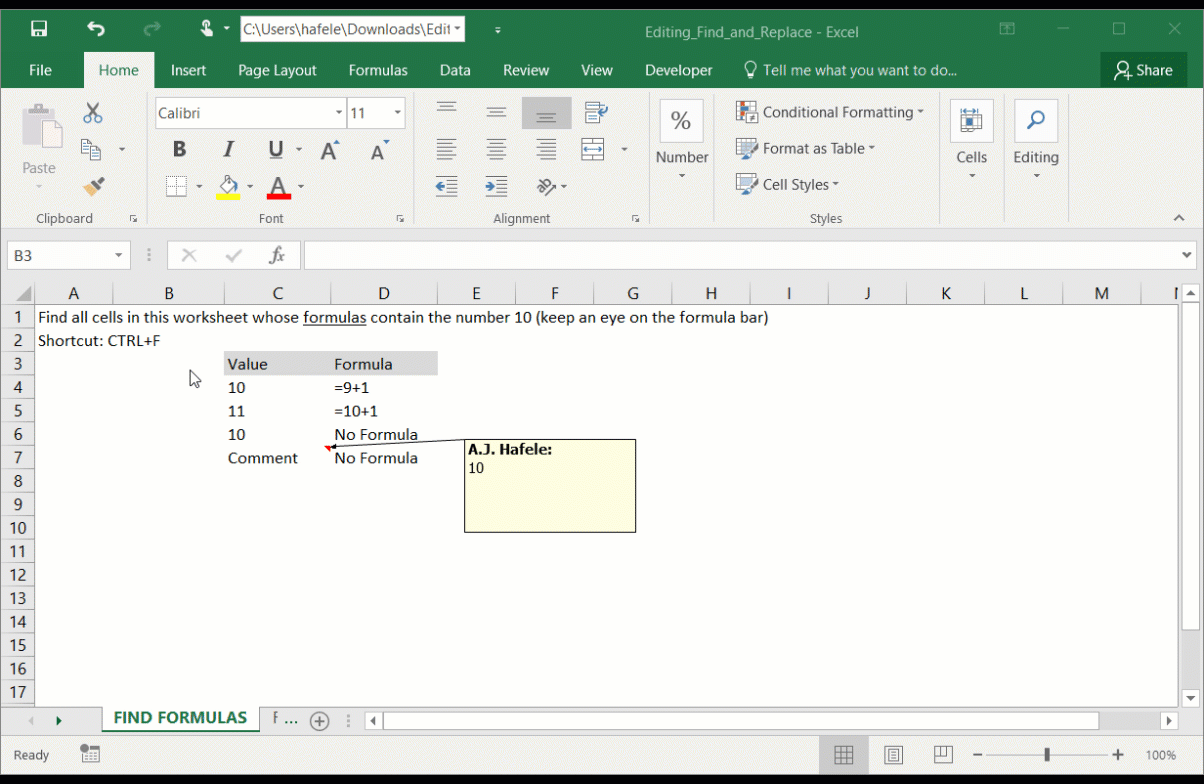 C:\Users\hafele\Downloads\Edit
Editing_Find_and_Replace - Excel
File Home Insert Page Layout Formulas Data Review View Developer Tell me what you want to do... Share
Calibri 11
Conditional Formatting
Paste
B I U A A
%
Format as Table
Number Cells Editing
A
Cell Styles
Clipboard Font Alignment Styles
B3 fx
A B C D E F G H I J K L M
1 Find all cells in this worksheet whose formulas contain the number 10 (keep an eye on the formula bar)
2 Shortcut: CTRL+F
3 Value Formula
4 10 =9+1
5 11 =10+1
6 10 No Formula
A.J. Hafele:
7 Comment No Formula
10
8
9
10
11
12
13
14
15
16
17
FIND FORMULAS F ...
Ready 100%